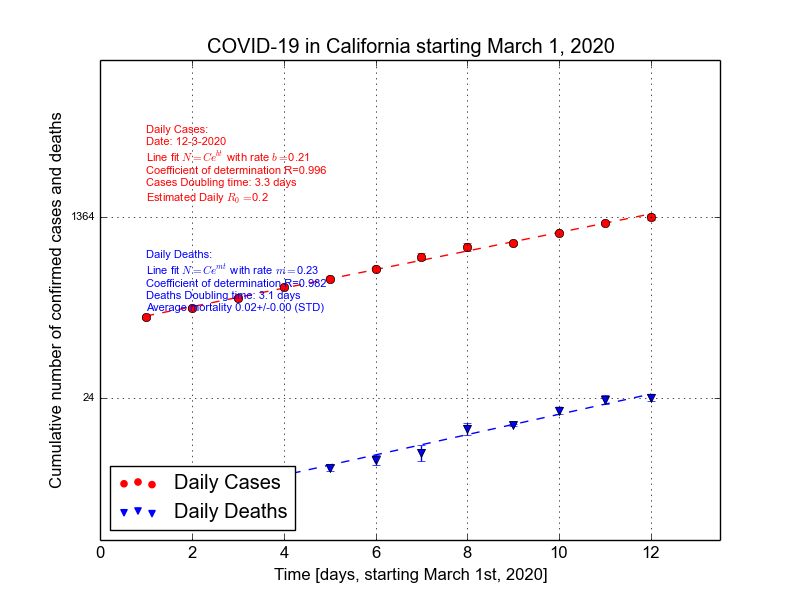 COVID-19 in California starting March 1, 2020
Cumulative number of confirmed cases and deaths
Daily Cases:
Date: 12-3-2020
Line fit N=Ce^{bt} with rate b=0.21
Coefficient of determination R=0.996
Cases Doubling time: 3.3 days
Estimated Daily R_0=0.2
1364
Daily Deaths:
Line fit N=Ce^{mt} with rate m=0.23
Coefficient of determination R=0.982
Deaths Doubling time: 3.1 days
Average mortality 0.02+/-0.00 (STD)
24
Daily Cases
Daily Deaths
0 2 4 6 8 10 12
Time [days, starting March 1st, 2020]